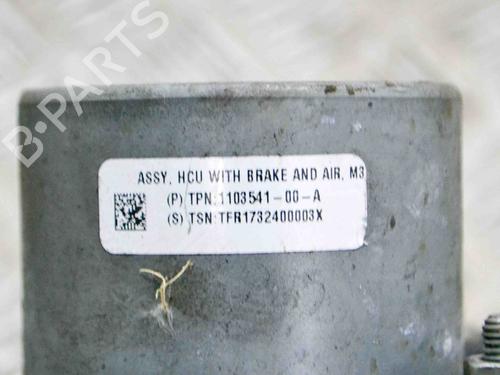 B-PARTS
ASSY, HCU WITH BRAKE AND AIR, M3
(P) TPN:1103541-00-A
(S) TSN:TFR1732400003X